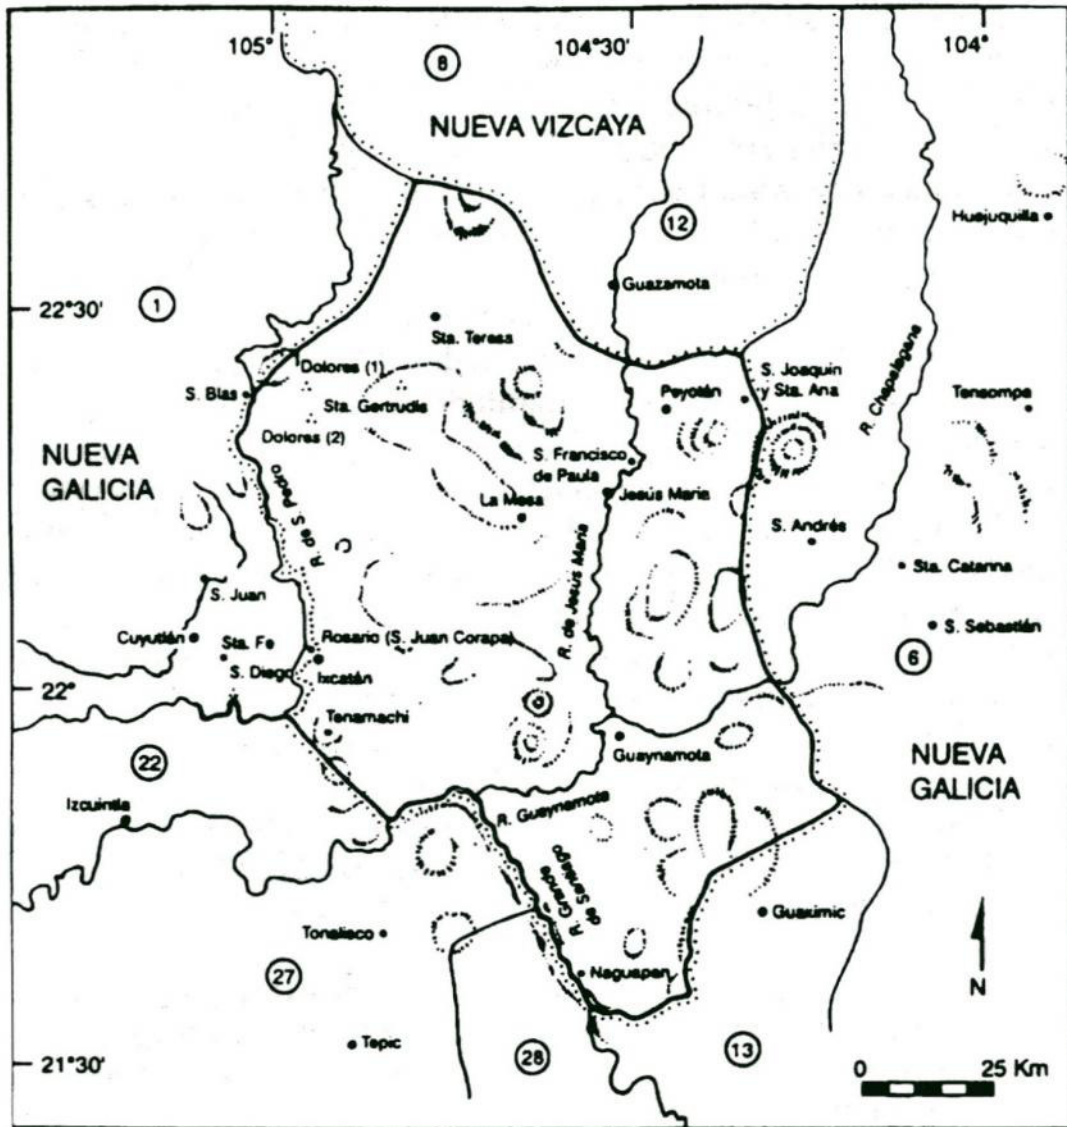 105°
104°30'
104°
8
NUEVA VIZCAYA
Huejuquilla
12
Guazamota
1
22°30'
Sta. Teresa
R. Chapalagana
Dolores (1)
S. Joaquin
y Sta. Ana
S. Blas
Sta. Gertrudis
Peyotán
Tensompa
Dolores (2)
NUEVA
GALICIA
S. Francisco
de Paula
R. de S. Pedro
La Mesa
Jesús María
S. Andrés
R. de Jesús María
Sta. Catarina
S. Juan
Cuyutlán
Sta. Fe
Rosario (S. Juan Corapa)
S. Sebastián
6
S. Diego
Ixcatán
22°
Tenamachi
Guaynamota
NUEVA
GALICIA
22
Izcuintla
R. Guaynamota
R. Grande
de Santiago
Guaximic
Tonalisco
27
Naguapan
N
Tepic
28
13
21°30'
0 25 Km